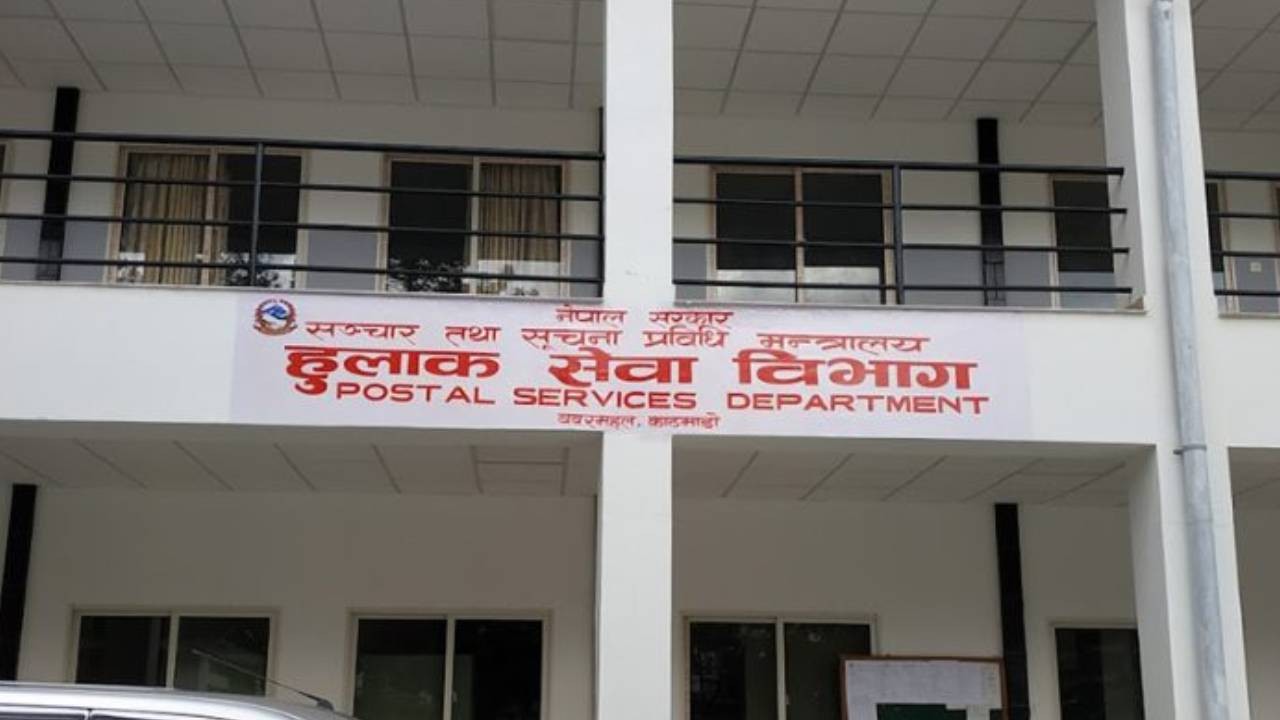 नेपाल सरकार
सञ्चार तथा सूचना प्रविधि मन्त्रालय
हुलाक सेवा विभाग
POSTAL SERVICES DEPARTMENT
बबरमहल, काठमाडौं